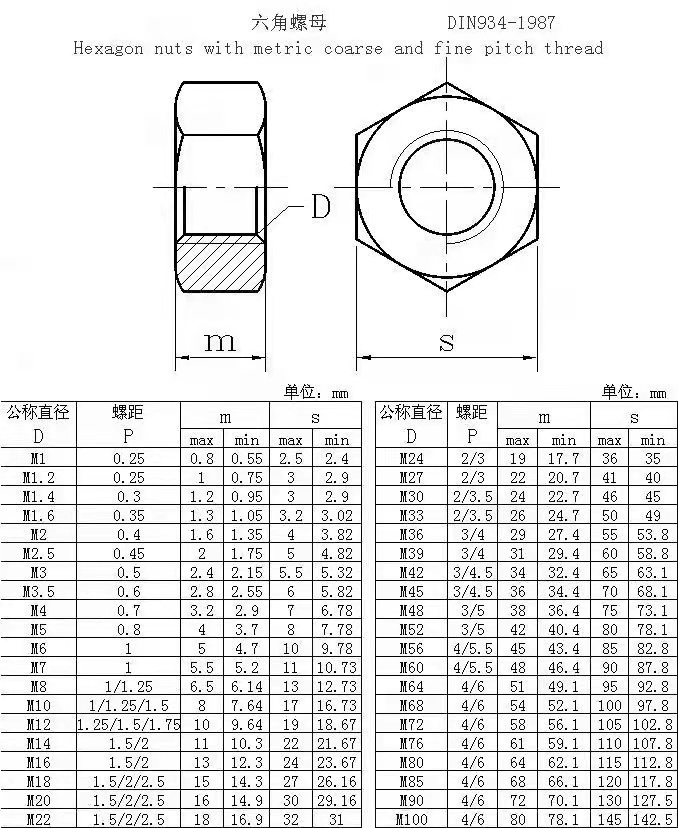 六角螺母 DIN934-1987
Hexagon nuts with metric coarse and fine pitch thread
D
m s
单位: mm 单位: mm
公称直径 螺距 m s 公称直径 螺距 m s
D P max min max min D P max min max min
M1 0.25 0.8 0.55 2.5 2.4 M24 2/3 19 17.7 36 35
M1.2 0.25 1 0.75 3 2.9 M27 2/3 22 20.7 41 40
M1.4 0.3 1.2 0.95 3 2.9 M30 2/3.5 24 22.7 46 45
M1.6 0.35 1.3 1.05 3.2 3.02 M33 2/3.5 26 24.7 50 49
M2 0.4 1.6 1.35 4 3.82 M36 3/4 29 27.4 55 53.8
M2.5 0.45 2 1.75 5 4.82 M39 3/4 31 29.4 60 58.8
M3 0.5 2.4 2.15 5.5 5.32 M42 3/4.5 34 32.4 65 63.1
M3.5 0.6 2.8 2.55 6 5.82 M45 3/4.5 36 34.4 70 68.1
M4 0.7 3.2 2.9 7 6.78 M48 3/5 38 36.4 75 73.1
M5 0.8 4 3.7 8 7.78 M52 3/5 42 40.4 80 78.1
M6 1 5 4.7 10 9.78 M56 4/5.5 45 43.4 85 82.8
M7 1 5.5 5.2 11 10.73 M60 4/5.5 48 46.4 90 87.8
M8 1/1.25 6.5 6.14 13 12.73 M64 4/6 51 49.1 95 92.8
M10 1/1.25/1.5 8 7.64 17 16.73 M68 4/6 54 52.1 100 97.8
M12 1.25/1.5/1.75 10 9.64 19 18.67 M72 4/6 58 56.1 105 102.8
M14 1.5/2 11 10.3 22 21.67 M76 4/6 61 59.1 110 107.8
M16 1.5/2 13 12.3 24 23.67 M80 4/6 64 62.1 115 112.8
M18 1.5/2/2.5 15 14.3 27 26.16 M85 4/6 68 66.1 120 117.8
M20 1.5/2/2.5 16 14.9 30 29.16 M90 4/6 72 70.1 130 127.5
M22 1.5/2/2.5 18 16.9 32 31 M100 4/6 80 78.1 145 142.5